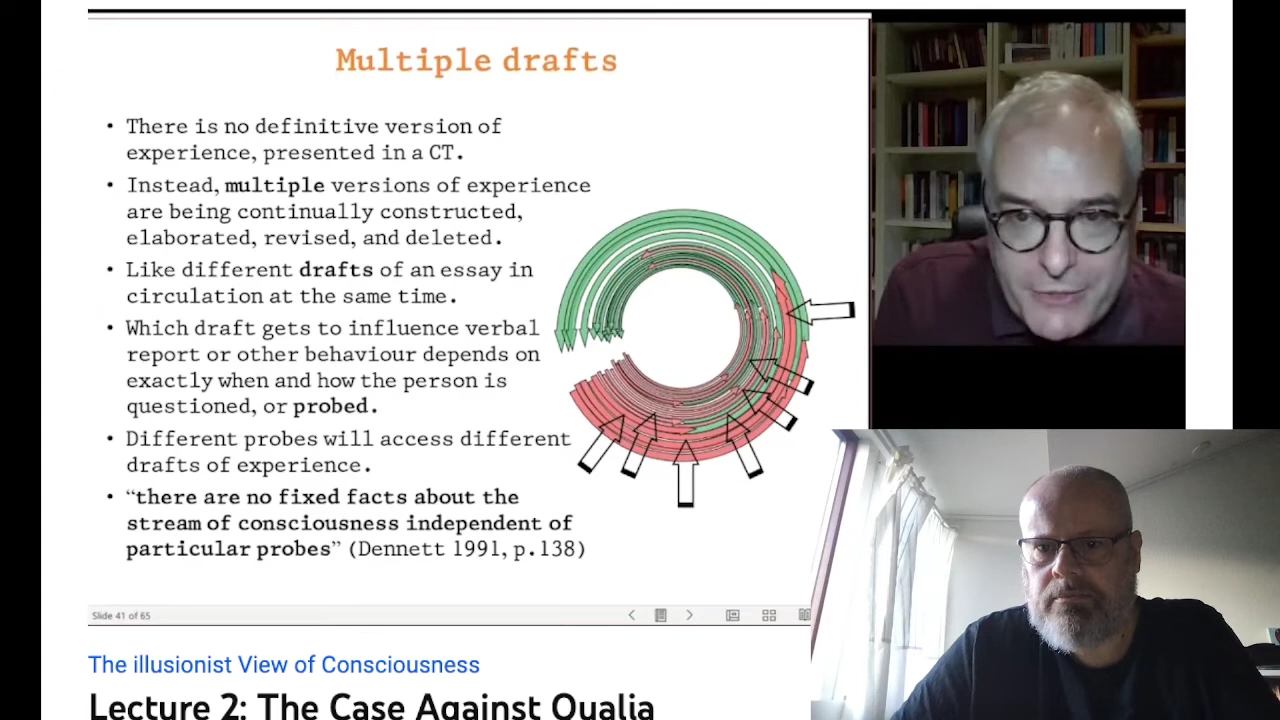 Multiple drafts
• There is no definitive version of
experience, presented in a CT.
• Instead, multiple versions of experience
are being continually constructed,
elaborated, revised, and deleted.
• Like different drafts of an essay in
circulation at the same time.
• Which draft gets to influence verbal
report or other behaviour depends on
exactly when and how the person is
questioned, or probed.
• Different probes will access different
drafts of experience.
• “there are no fixed facts about the
stream of consciousness independent of
particular probes” (Dennett 1991, p.138)
Slide 41 of 65
The illusionist View of Consciousness
Lecture 2: The Case Against Qualia